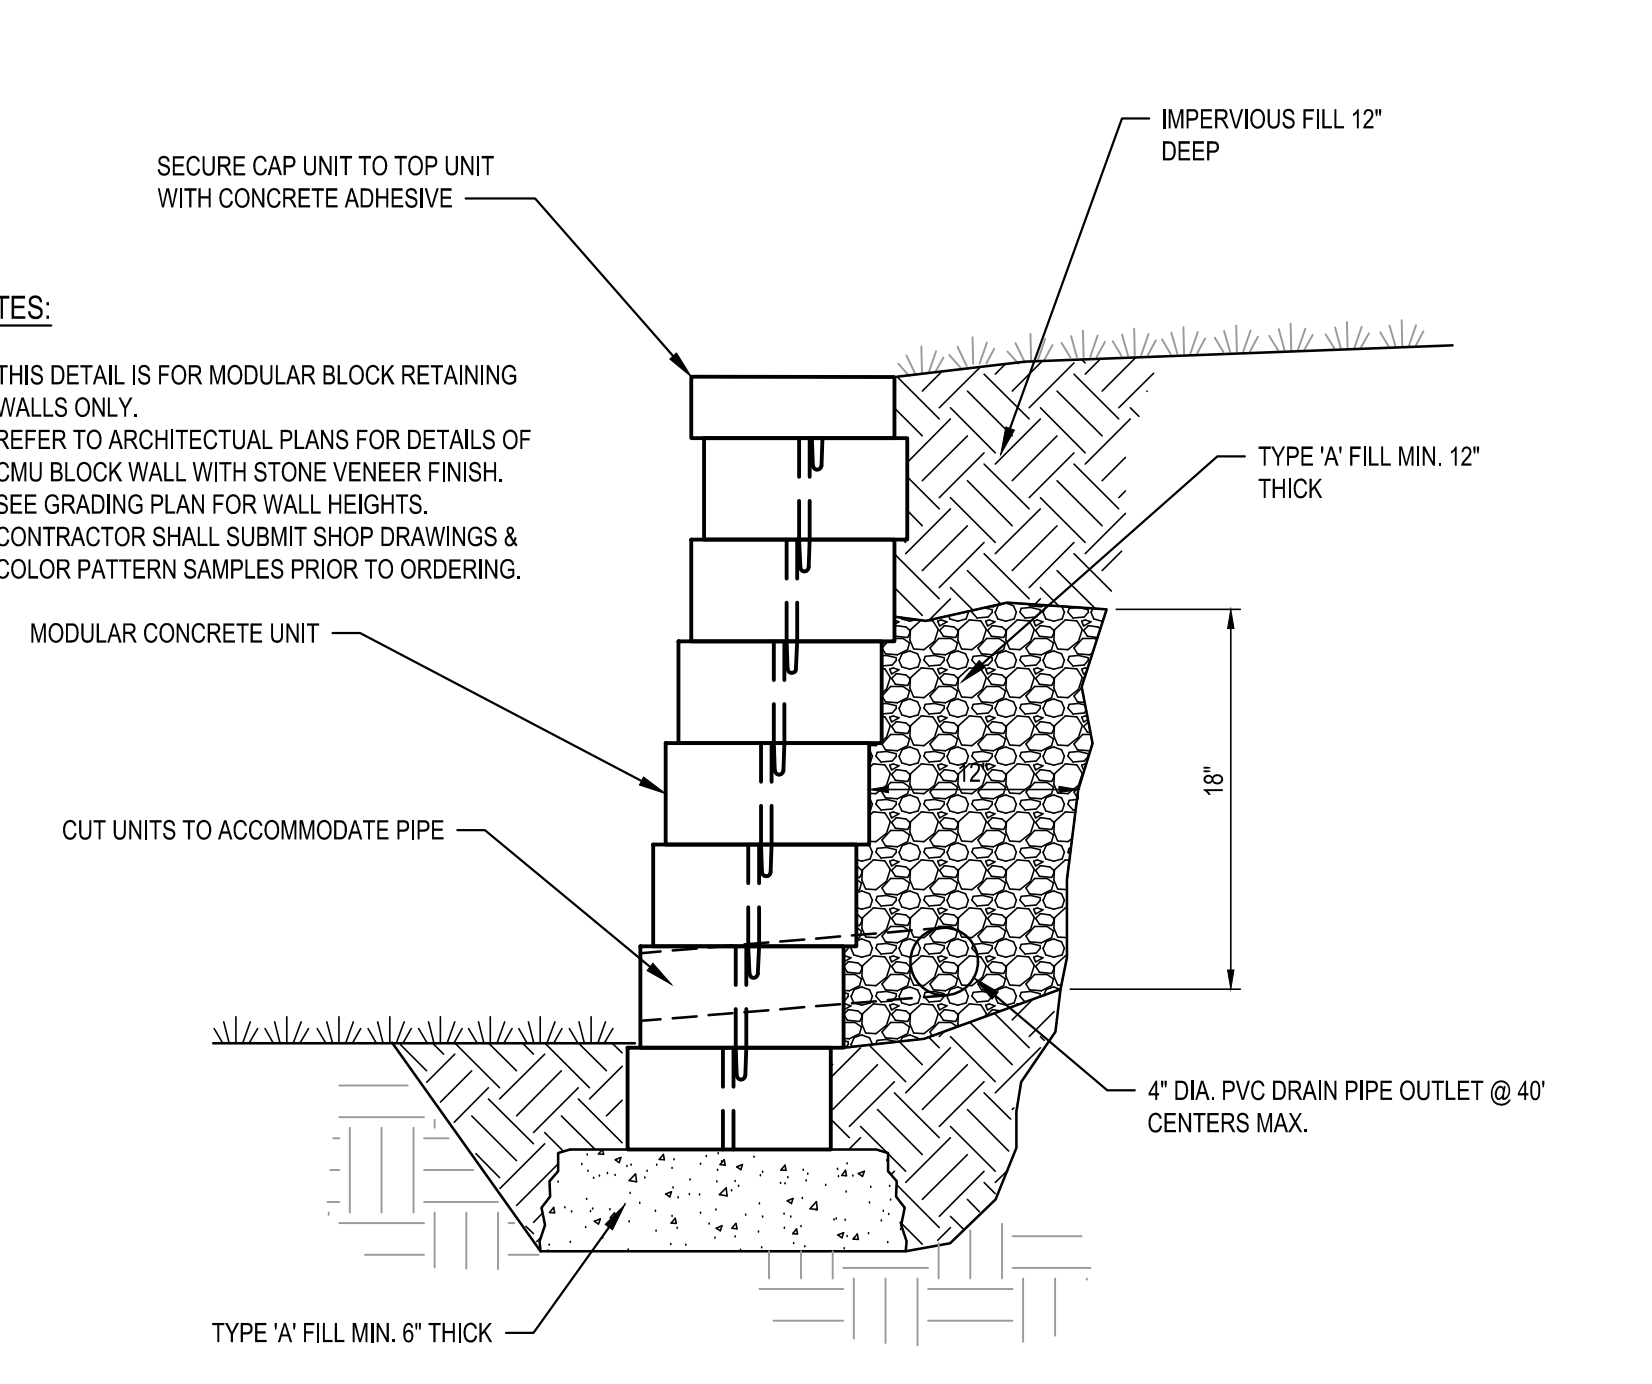 IMPERVIOUS FILL 12"
DEEP
SECURE CAP UNIT TO TOP UNIT
WITH CONCRETE ADHESIVE
TES:
THIS DETAIL IS FOR MODULAR BLOCK RETAINING
WALLS ONLY.
REFER TO ARCHITECTUAL PLANS FOR DETAILS OF
CMU BLOCK WALL WITH STONE VENEER FINISH.
SEE GRADING PLAN FOR WALL HEIGHTS.
CONTRACTOR SHALL SUBMIT SHOP DRAWINGS &
COLOR PATTERN SAMPLES PRIOR TO ORDERING.
TYPE 'A' FILL MIN. 12"
THICK
MODULAR CONCRETE UNIT
12"
18"
CUT UNITS TO ACCOMMODATE PIPE
4" DIA. PVC DRAIN PIPE OUTLET @ 40'
CENTERS MAX.
TYPE 'A' FILL MIN. 6" THICK